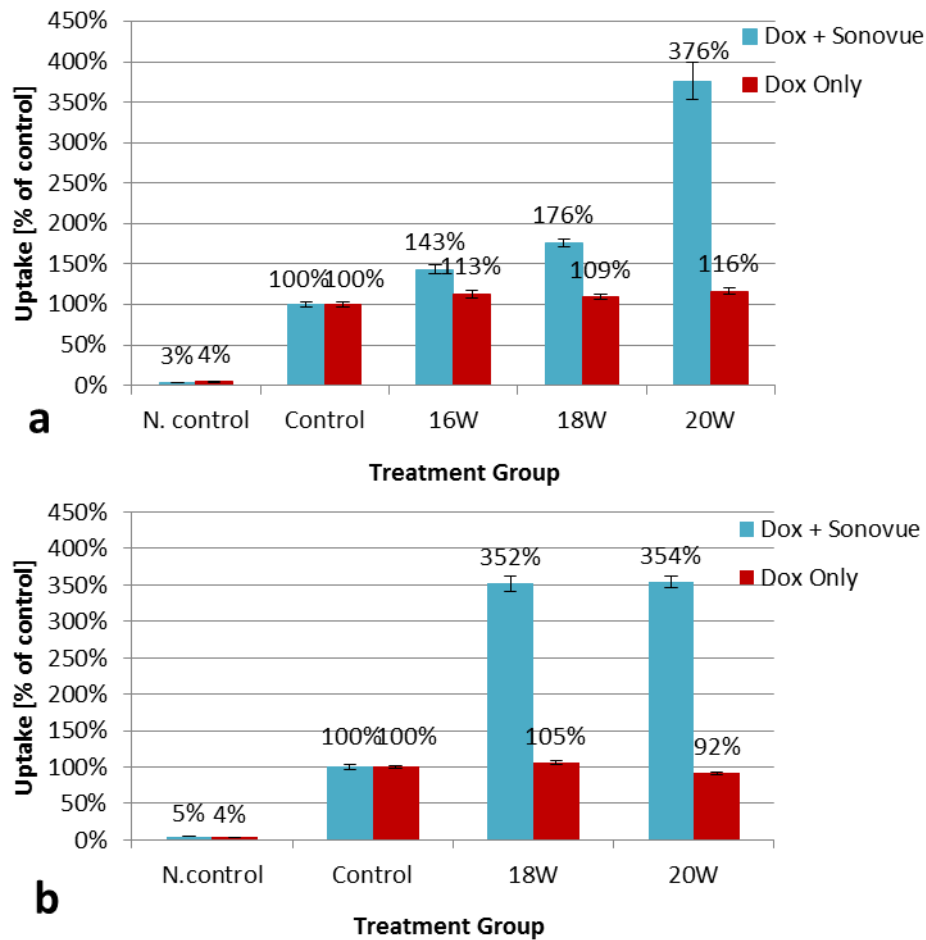 450%
400%
350%
300%
250%
200%
150%
100%
50%
0%
Uptake [% of control]
Dox + Sonovue
Dox Only
3% 4%
100% 100%
143% 113%
176% 109%
376% 116%
N. control Control 16W 18W 20W
a
Treatment Group
450%
400%
350%
300%
250%
200%
150%
100%
50%
0%
Uptake [% of control]
Dox + Sonovue
Dox Only
5% 4%
100% 100%
352% 105%
354% 92%
N.control Control 18W 20W
b
Treatment Group